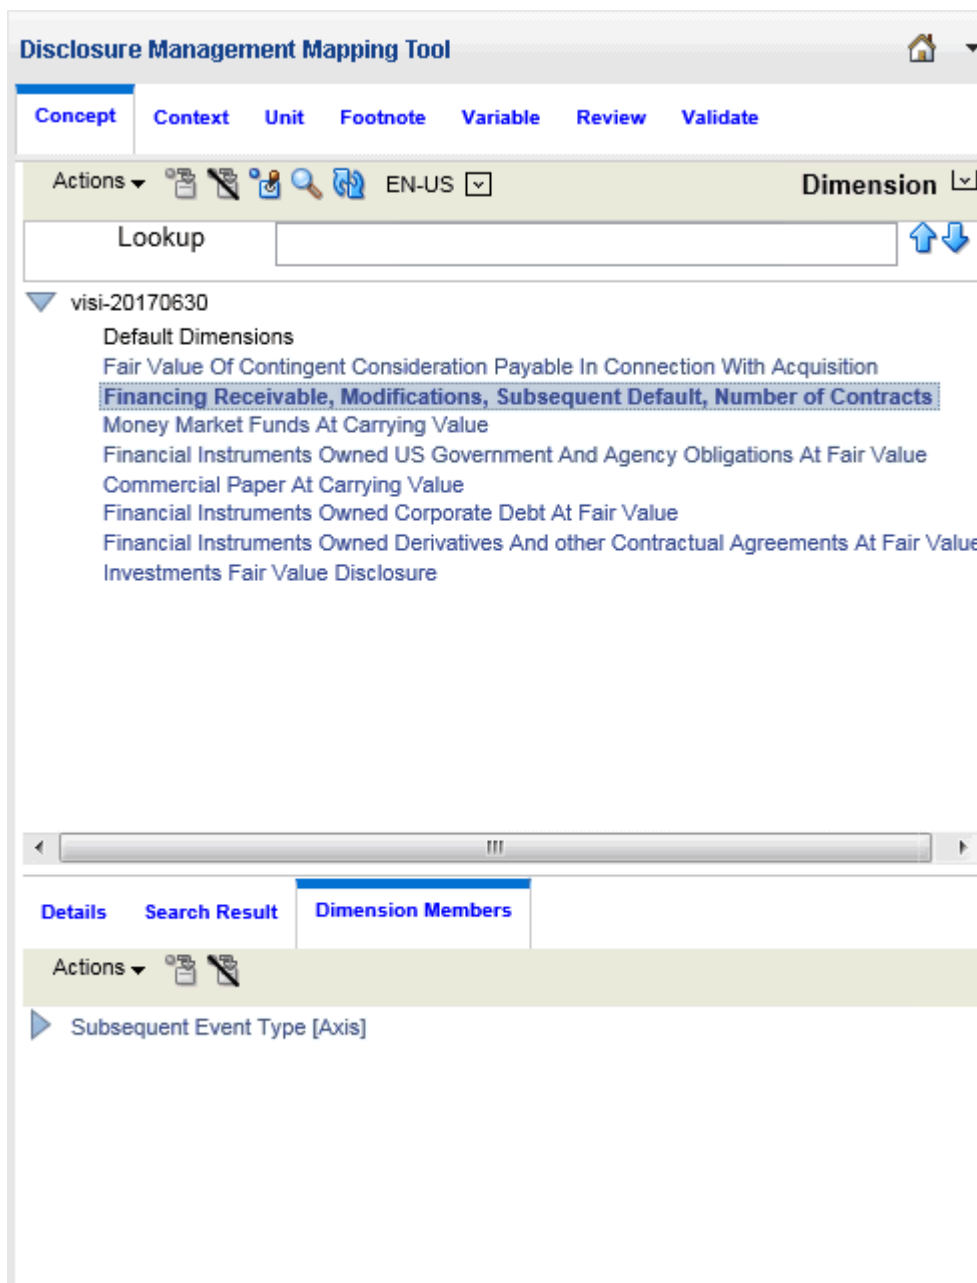 Disclosure Management Mapping Tool
Concept Context Unit Footnote Variable Review Validate
Actions EN-US Dimension
Lookup
visi-20170630
Default Dimensions
Fair Value Of Contingent Consideration Payable In Connection With Acquisition
Financing Receivable, Modifications, Subsequent Default, Number of Contracts
Money Market Funds At Carrying Value
Financial Instruments Owned US Government And Agency Obligations At Fair Value
Commercial Paper At Carrying Value
Financial Instruments Owned Corporate Debt At Fair Value
Financial Instruments Owned Derivatives And other Contractual Agreements At Fair Value
Investments Fair Value Disclosure
Details Search Result Dimension Members
Actions
Subsequent Event Type [Axis]